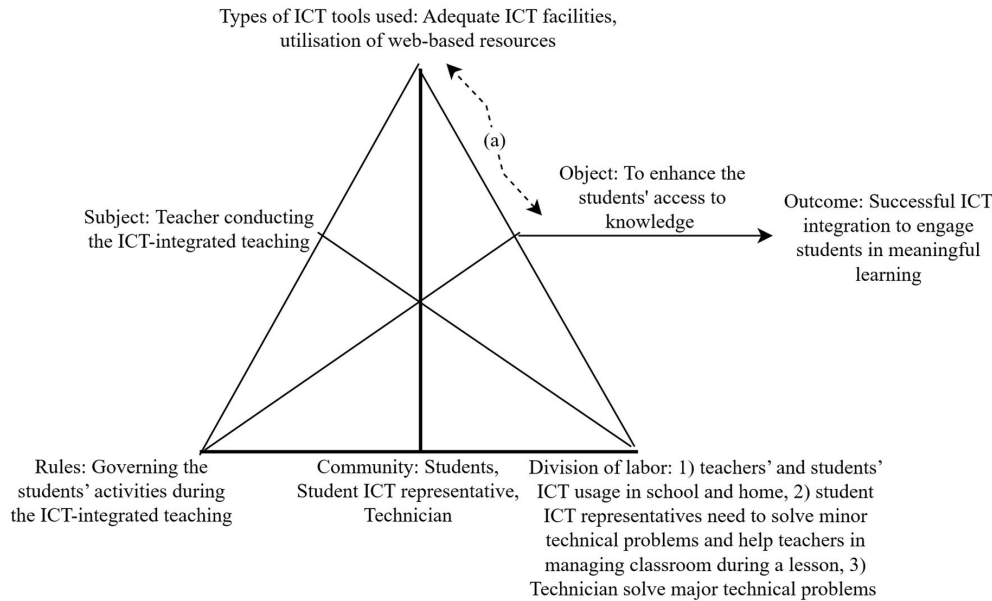 Types of ICT tools used: Adequate ICT facilities,
utilisation of web-based resources
(a)
Object: To enhance the
students' access to
knowledge
Subject: Teacher conducting
the ICT-integrated teaching
Outcome: Successful ICT
integration to engage
students in meaningful
learning
Rules: Governing the
students’ activities during
the ICT-integrated teaching
Community: Students,
Student ICT representative,
Technician
Division of labor: 1) teachers’ and students’
ICT usage in school and home, 2) student
ICT representatives need to solve minor
technical problems and help teachers in
managing classroom during a lesson, 3)
Technician solve major technical problems